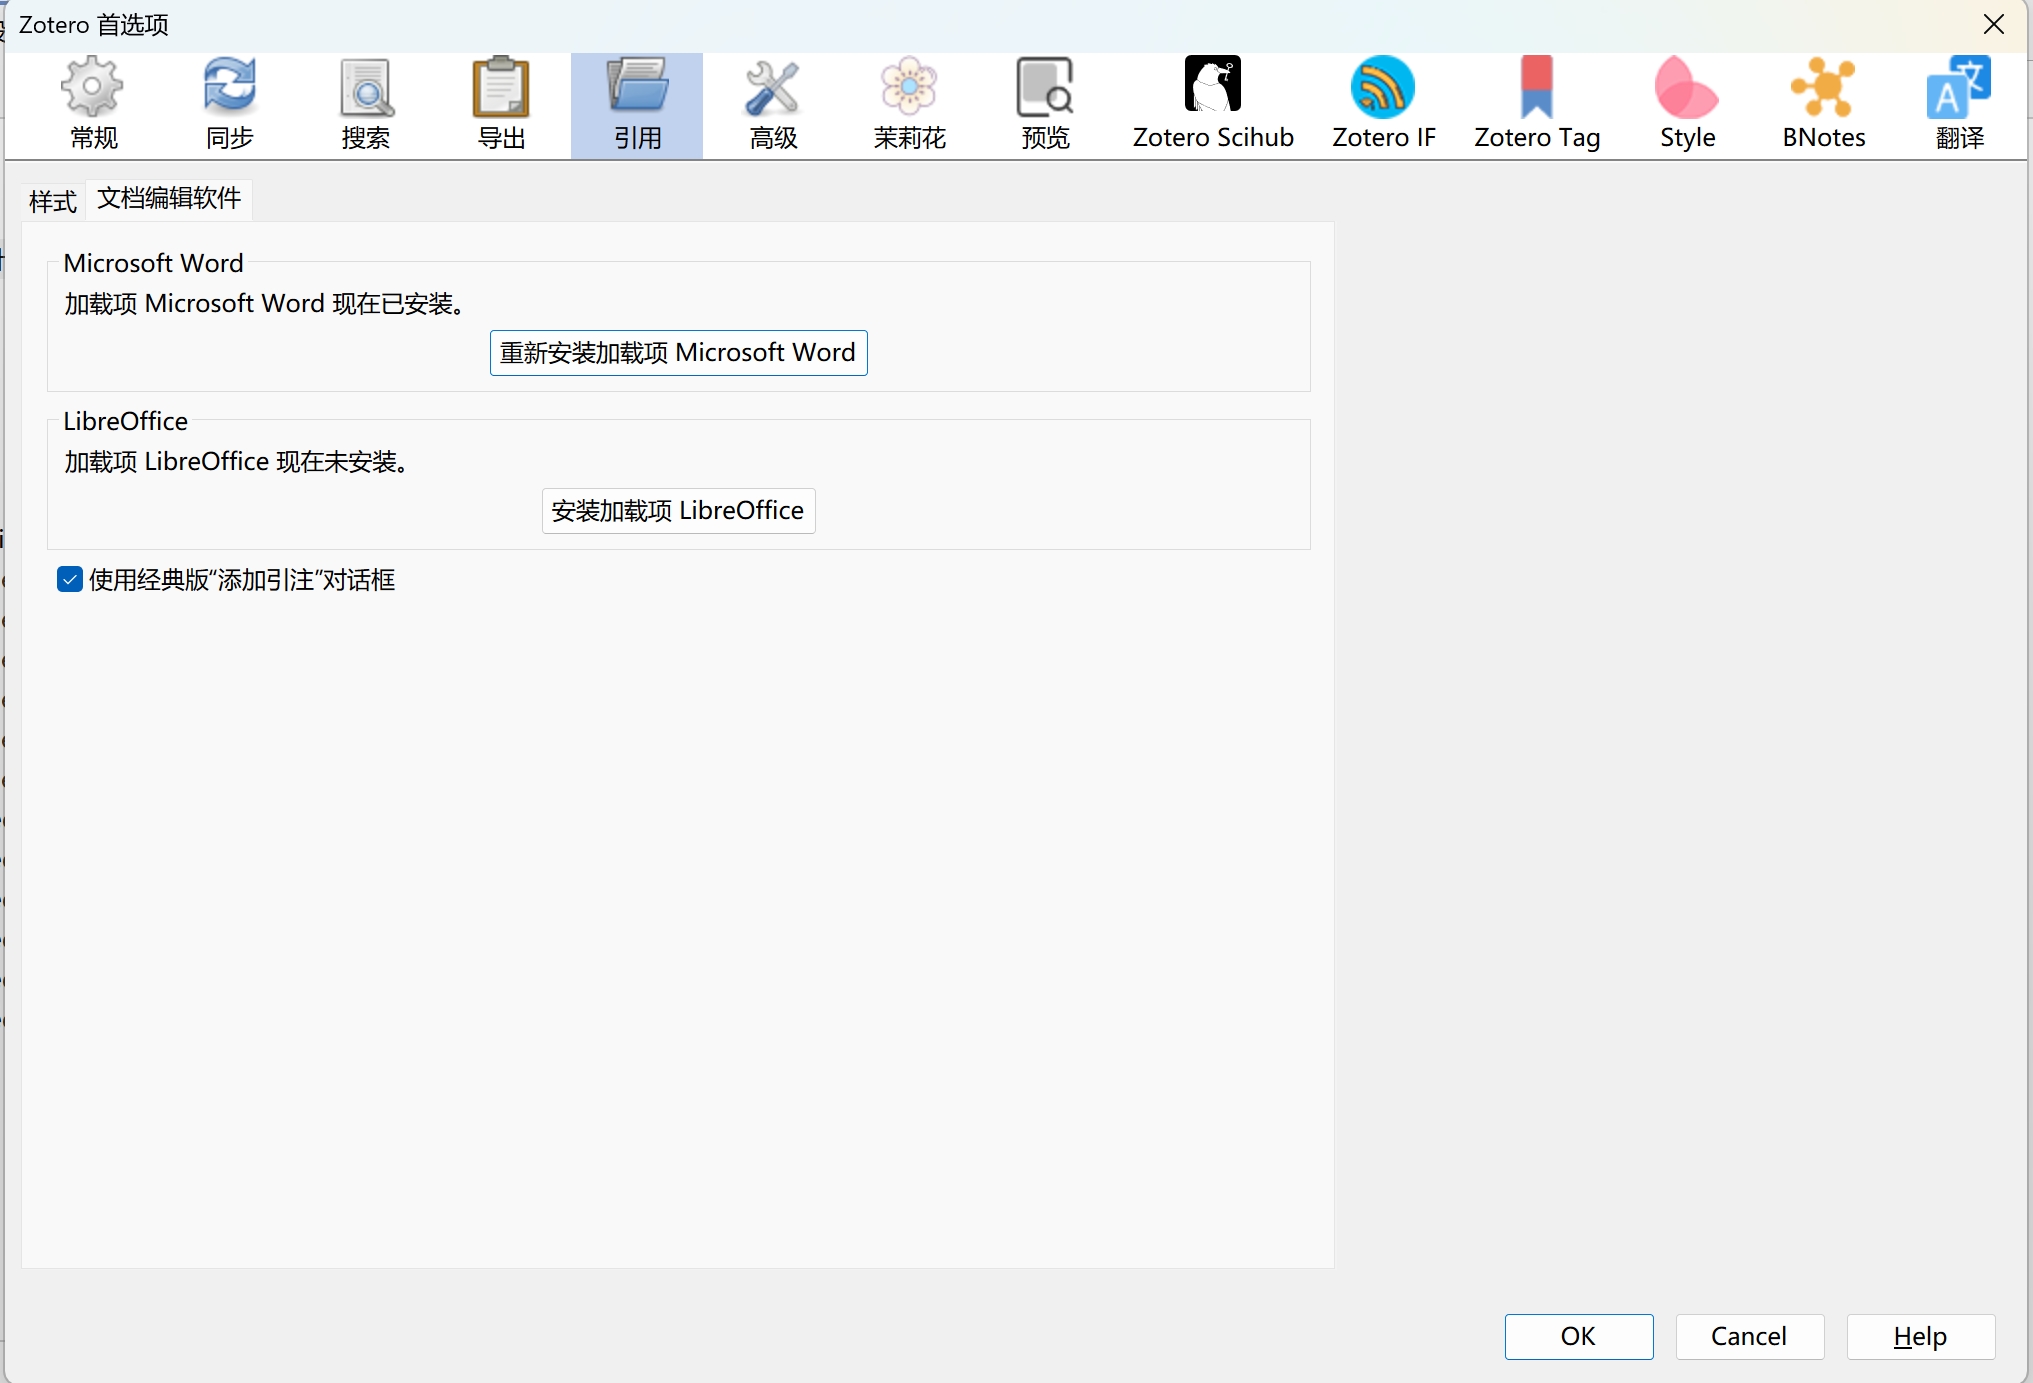 Zotero 首选项
常规 同步 搜索 导出 引用 高级 茉莉花 预览 Zotero Scihub Zotero IF Zotero Tag Style BNotes 翻译
样式 文档编辑软件
Microsoft Word
加载项 Microsoft Word 现在已安装。
重新安装加载项 Microsoft Word
LibreOffice
加载项 LibreOffice 现在未安装。
安装加载项 LibreOffice
使用经典版“添加引注”对话框
OK Cancel Help